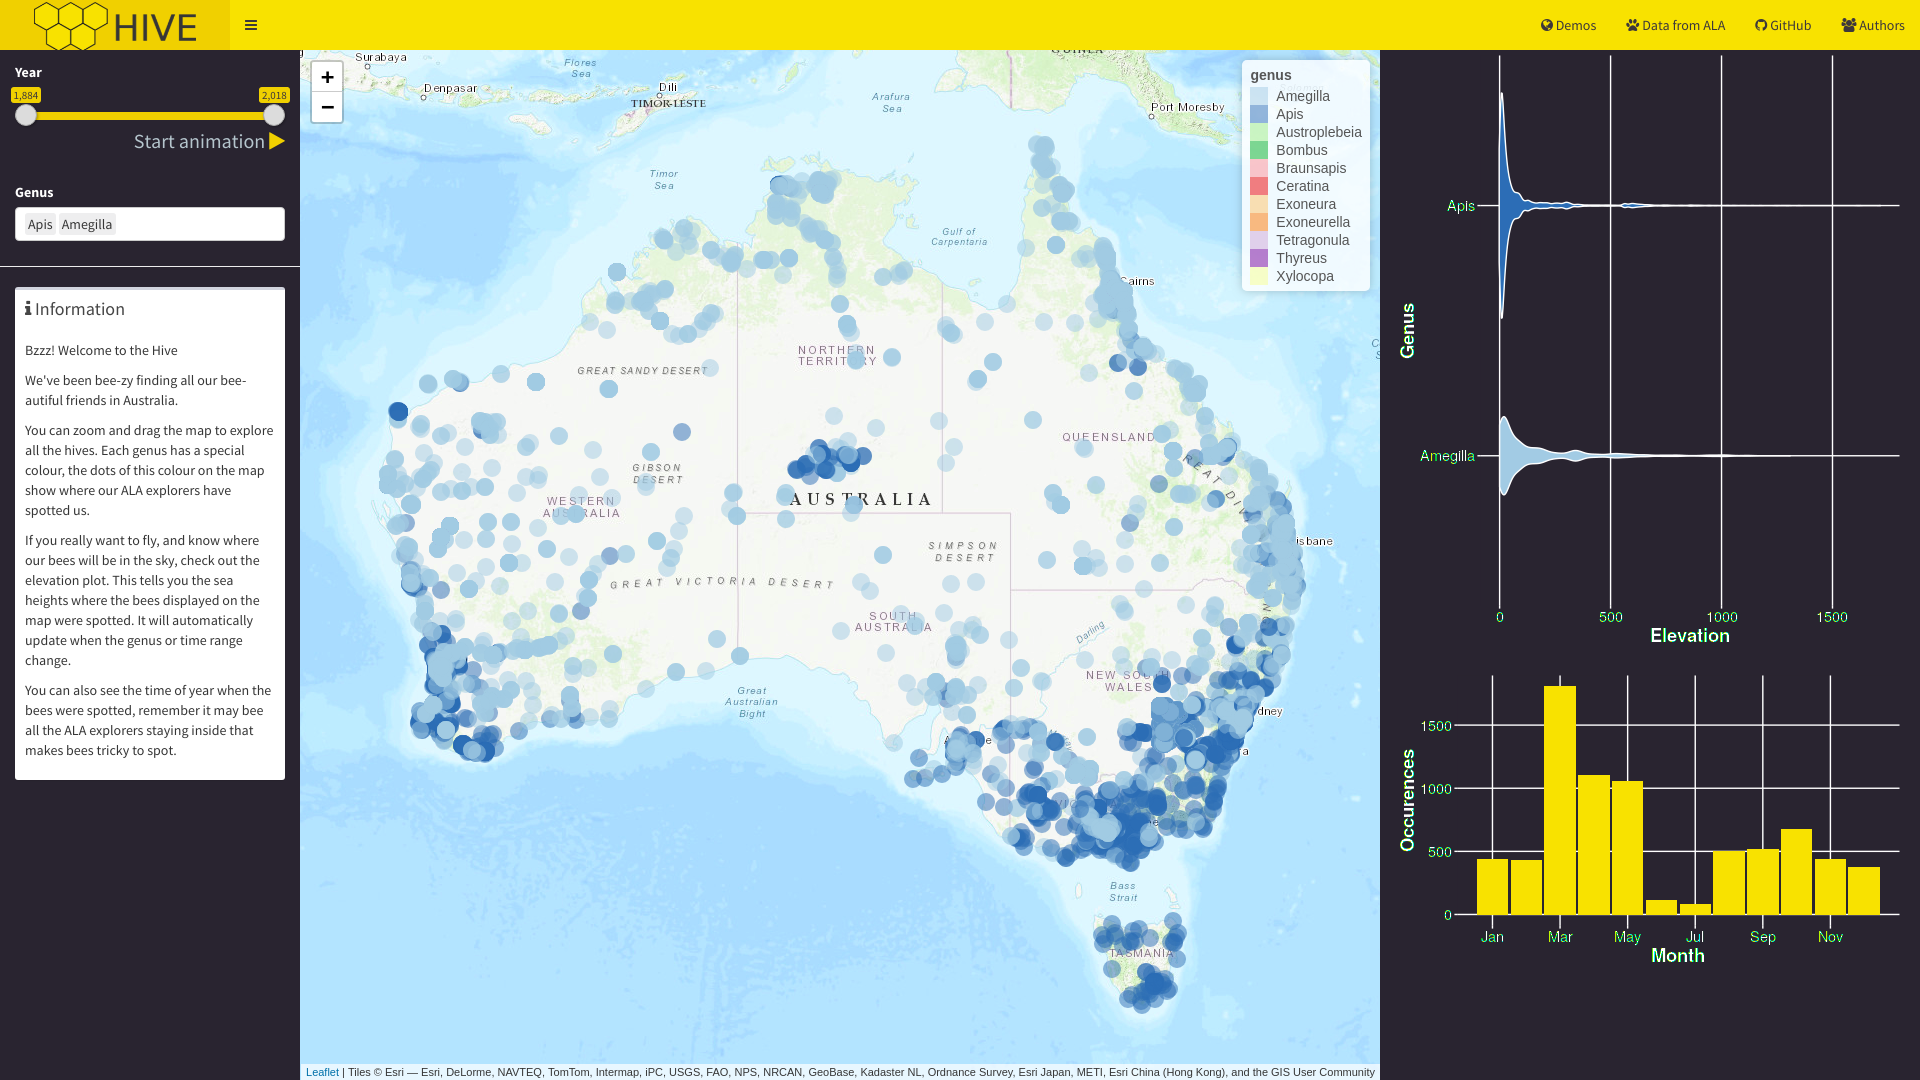 HIVE
Demos
Data from ALA
GitHub
Authors
Year
1,884
2,018
Start animation
Genus
Apis Amegilla
Information
Bzzz! Welcome to the Hive
We've been bee-zy finding all our bee-
autiful friends in Australia.
You can zoom and drag the map to explore
all the hives. Each genus has a special
colour, the dots of this colour on the map
show where our ALA explorers have
spotted us.
If you really want to fly, and know where
our bees will be in the sky, check out the
elevation plot. This tells you the sea
heights where the bees displayed on the
map were spotted. It will automatically
update when the genus or time range
change.
You can also see the time of year when the
bees were spotted, remember it may bee
all the ALA explorers staying inside that
makes bees tricky to spot.
+
−
Surabaya
Denpasar
Flores
Sea
Dili
TIMOR-LESTE
Arafura
Sea
Port Moresby
Timor
Sea
Gulf of
Carpentaria
Cairns
NORTHERN
TERRITORY
GREAT SANDY DESERT
QUEENSLAND
GIBSON
DESERT
WESTERN
AUSTRALIA
AUSTRALIA
SIMPSON
DESERT
GREAT VICTORIA DESERT
SOUTH
AUSTRALIA
isbane
Darling
NEW SOUTH
WALES
Great
Australian
Bight
dney
Bass
Strait
TASMANIA
genus
Amegilla
Apis
Austroplebeia
Bombus
Braunsapis
Ceratina
Exoneura
Exoneurella
Tetragonula
Thyreus
Xylocopa
Leaflet | Tiles © Esri — Esri, DeLorme, NAVTEQ, TomTom, Intermap, iPC, USGS, FAO, NPS, NRCAN, GeoBase, Kadaster NL, Ordnance Survey, Esri Japan, METI, Esri China (Hong Kong), and the GIS User Community
Genus
Apis
Amegilla
0 500 1000 1500
Elevation
Occurences
1500
1000
500
0
Jan Mar May Jul Sep Nov
Month